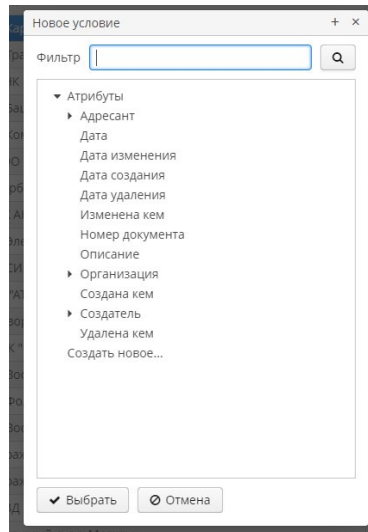 Новое условие
Фильтр
Атрибуты
Адресант
Дата
Дата изменения
Дата создания
Дата удаления
Изменена кем
Номер документа
Описание
Организация
Создана кем
Создатель
Удалена кем
Создать новое...
Выбрать Отмена